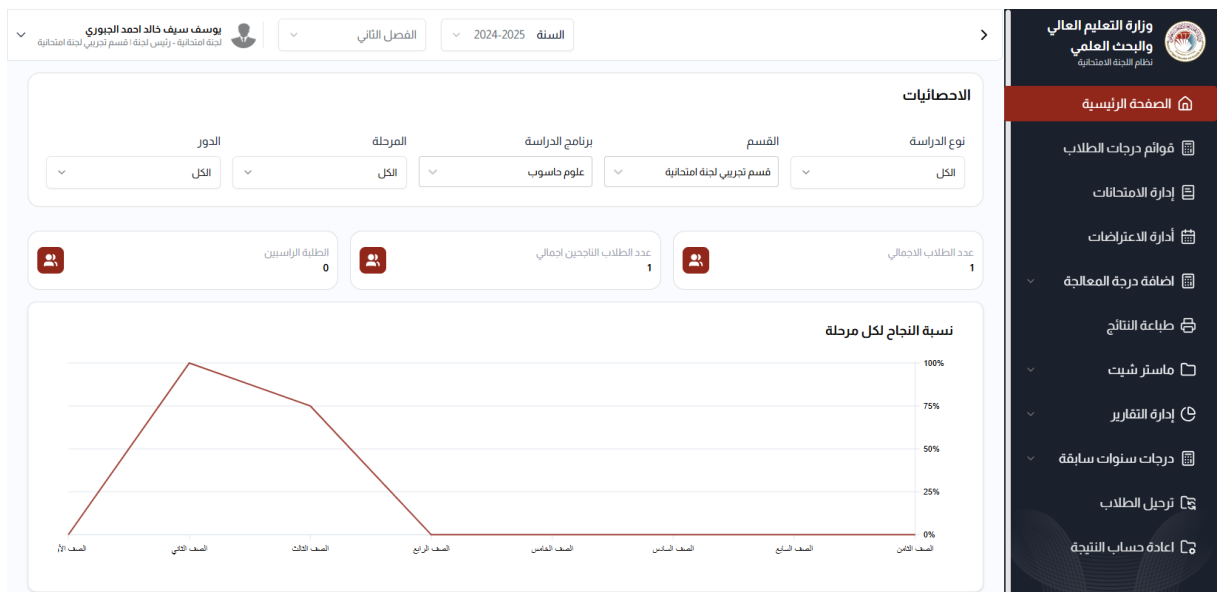 وزارة التعليم العالي
والبحث العلمي
نظام اللجنة الامتحانية
الصفحة الرئيسية
قوائم درجات الطلاب
إدارة الامتحانات
أدارة الاعتراضات
اضافة درجة المعالجة
طباعة النتائج
ماستر شيت
إدارة التقارير
درجات سنوات سابقة
ترحيل الطلاب
اعادة حساب النتيجة
السنة 2024-2025
الفصل الثاني
يوسف سيف خالد احمد الجبوري
لجنة امتحانية - رئيس لجنة ؛ قسم تجريبي لجنة امتحانية
الاحصائيات
نوع الدراسة القسم برنامج الدراسة المرحلة الدور
الكل قسم تجريبي لجنة امتحانية علوم حاسوب الكل الكل
عدد الطلاب الاجمالي
1
عدد الطلاب الناجحين اجمالي
1
الطلبة الراسبين
0
نسبة النجاح لكل مرحلة
100%
75%
50%
25%
0%
الصف الثامن الصف السابع الصف السادس الصف الخامس الصف الرابع الصف الثالث الصف الثاني الصف الأ